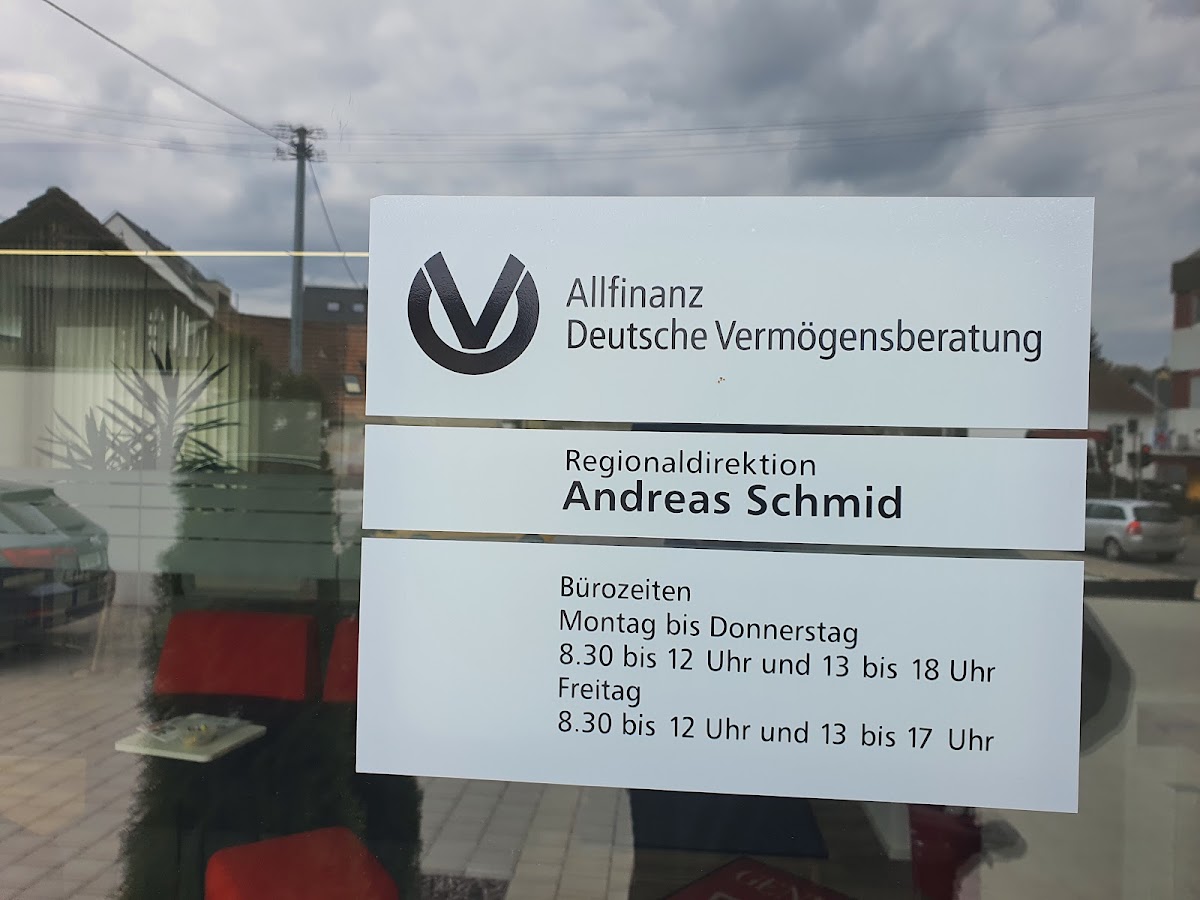 Allfinanz
Deutsche Vermögensberatung
Regionaldirektion
Andreas Schmid
Bürozeiten
Montag bis Donnerstag
8.30 bis 12 Uhr und 13 bis 18 Uhr
Freitag
8.30 bis 12 Uhr und 13 bis 17 Uhr